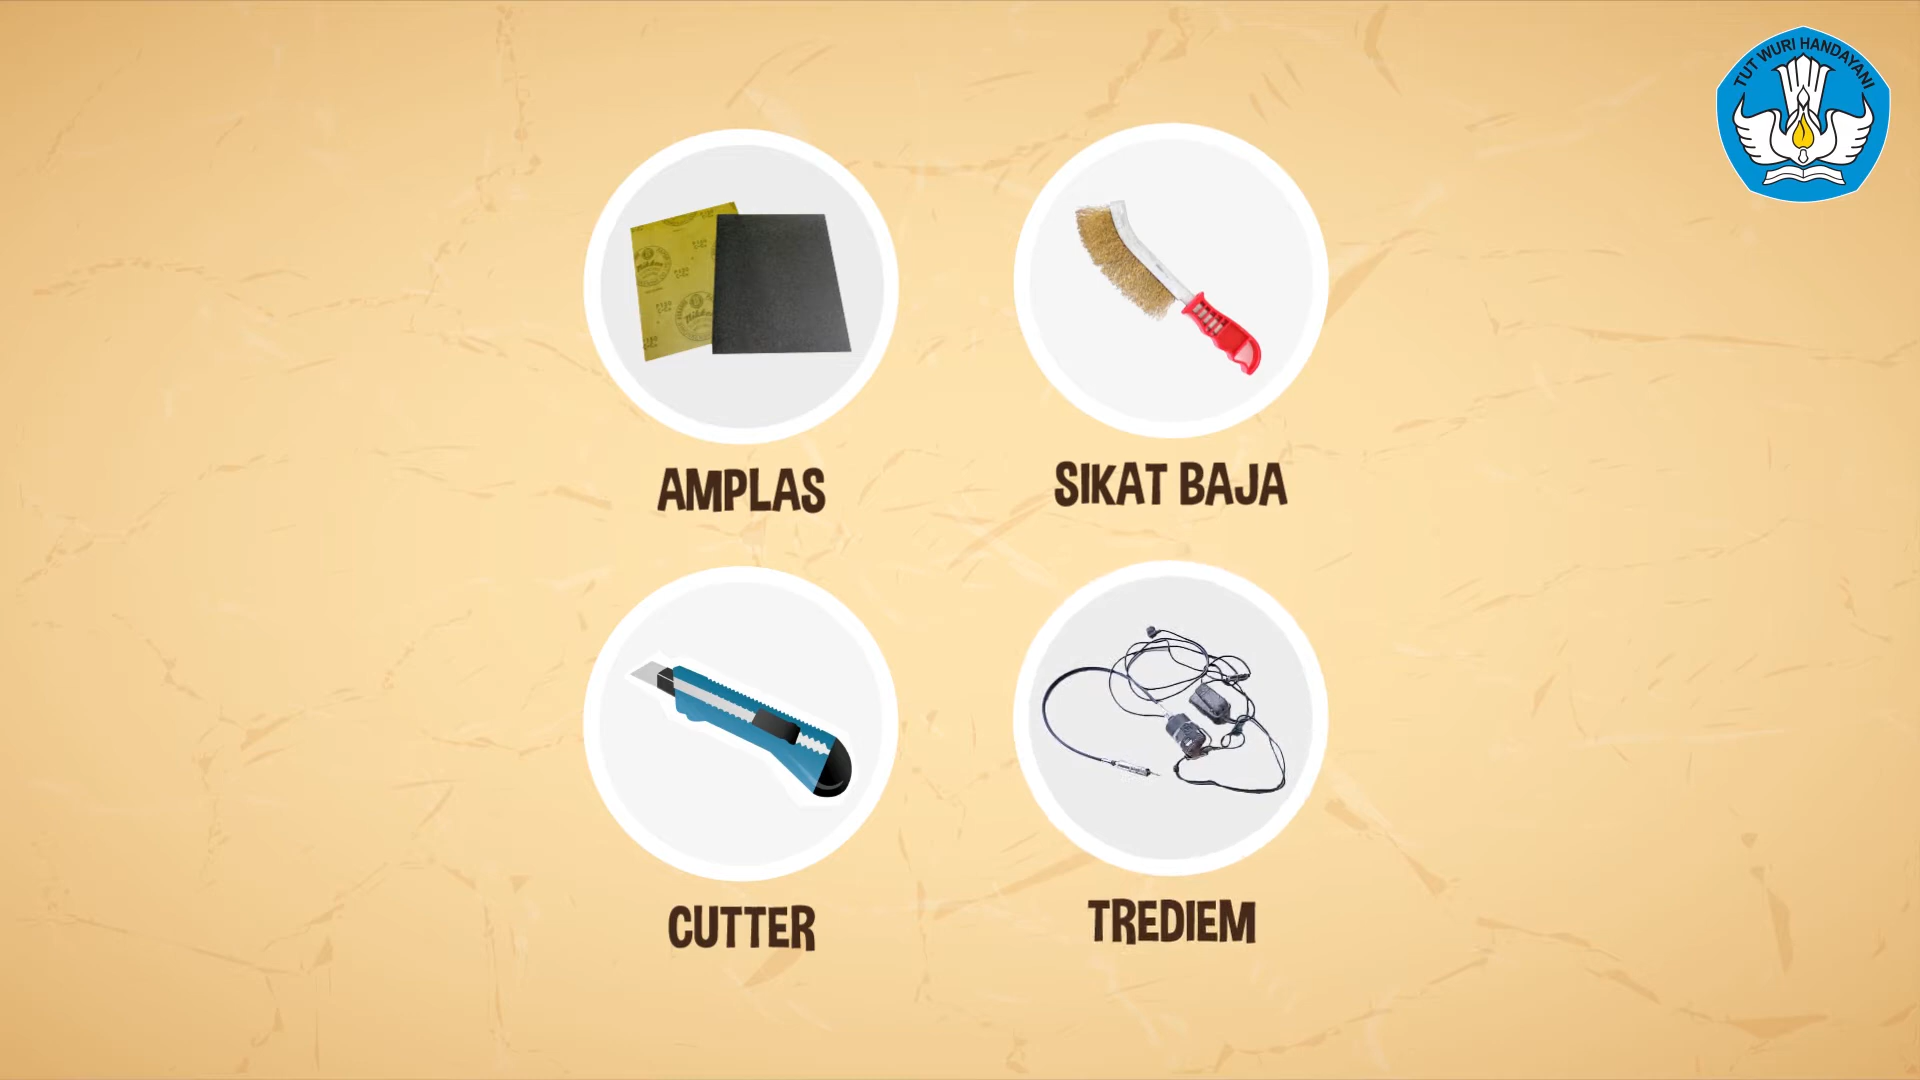 TUT WURI HANDAYANI
AMPLAS
SIKAT BAJA
CUTTER
TREDIEM